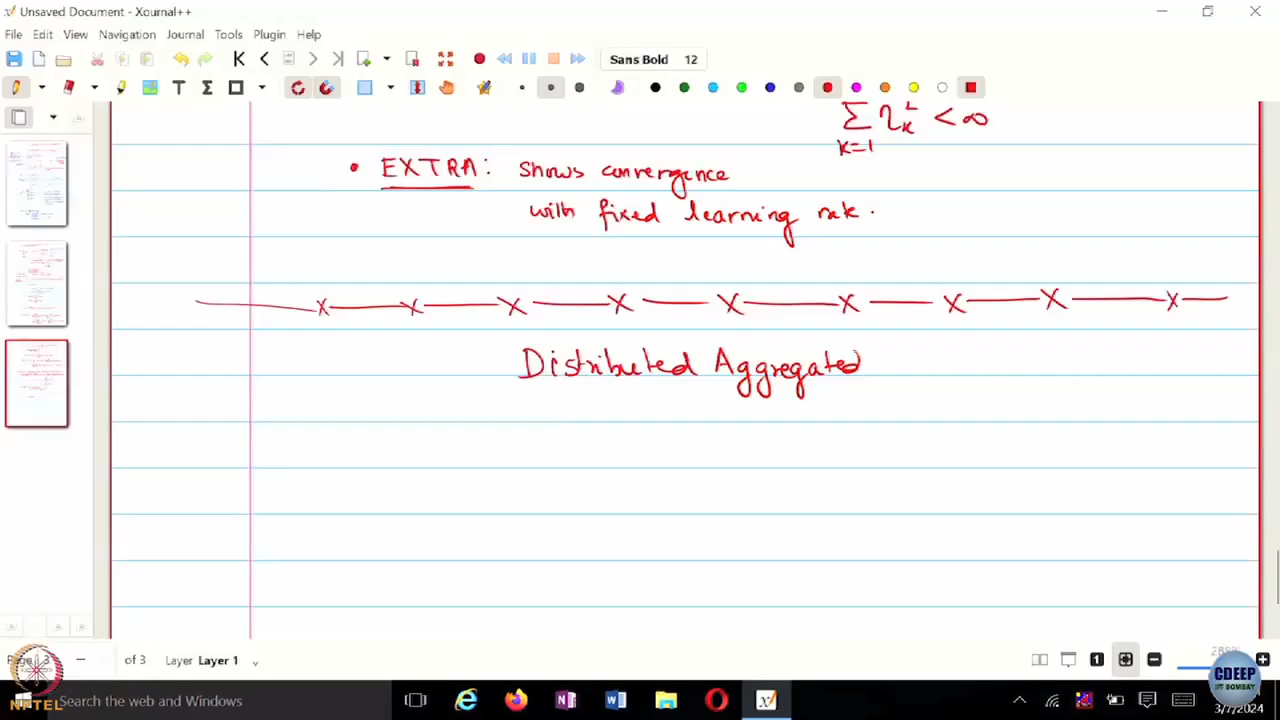 Unsaved Document - Xournal++
File Edit View Navigation Journal Tools Plugin Help
Sans Bold 12
∑ η_k^2 < ∞
k=1
• EXTRA: shows convergence
with fixed learning rate.
x — x — x — x — x — x — x — x — x —
Distributed Aggregated
of 3 Layer Layer 1
NPTEL
CDEEP
IIT BOMBAY
Search the web and Windows
3/7/2024